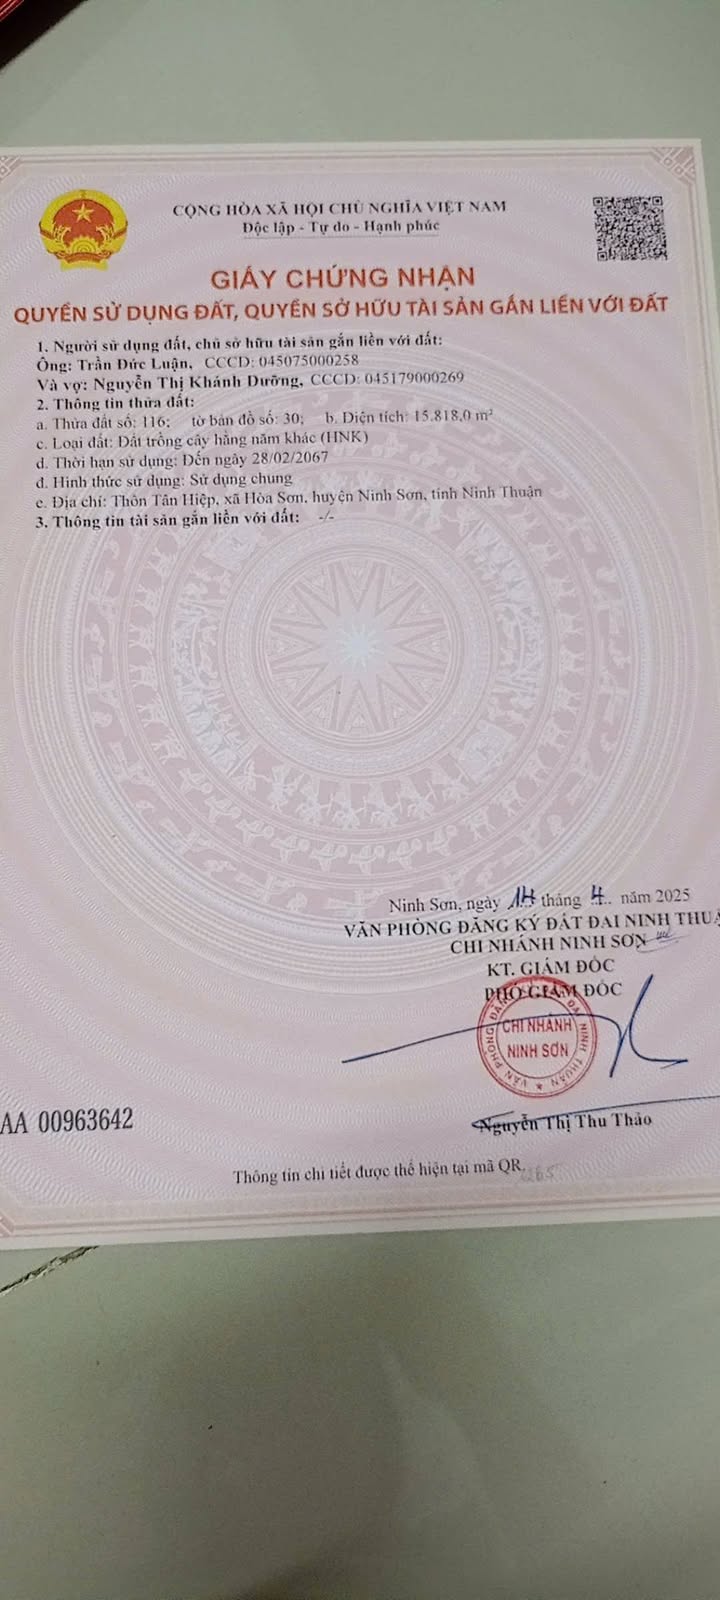 CỘNG HÒA XÃ HỘI CHỦ NGHĨA VIỆT NAM
Độc lập - Tự do - Hạnh phúc
GIẤY CHỨNG NHẬN
QUYỀN SỬ DỤNG ĐẤT, QUYỀN SỞ HỮU TÀI SẢN GẮN LIỀN VỚI ĐẤT
1. Người sử dụng đất, chủ sở hữu tài sản gắn liền với đất:
Ông: Trần Đức Luận, CCCD: 045075000258
Và vợ: Nguyễn Thị Khánh Dưỡng, CCCD: 045179000269
2. Thông tin thửa đất:
a. Thửa đất số: 116; tờ bản đồ số: 30; b. Diện tích: 15.818,0 m²
c. Loại đất: Đất trồng cây hằng năm khác (HNK)
d. Thời hạn sử dụng: Đến ngày 28/02/2067
đ. Hình thức sử dụng: Sử dụng chung
e. Địa chỉ: Thôn Tân Hiệp, xã Hòa Sơn, huyện Ninh Sơn, tỉnh Ninh Thuận
3. Thông tin tài sản gắn liền với đất: -/-
Ninh Sơn, ngày 14 tháng 4 năm 2025
VĂN PHÒNG ĐĂNG KÝ ĐẤT ĐAI NINH THUẬ
CHI NHÁNH NINH SƠN
KT. GIÁM ĐỐC
PHÓ GIÁM ĐỐC
CHI NHÁNH
NINH SƠN
Nguyễn Thị Thu Thảo
AA 00963642
Thông tin chi tiết được thể hiện tại mã QR